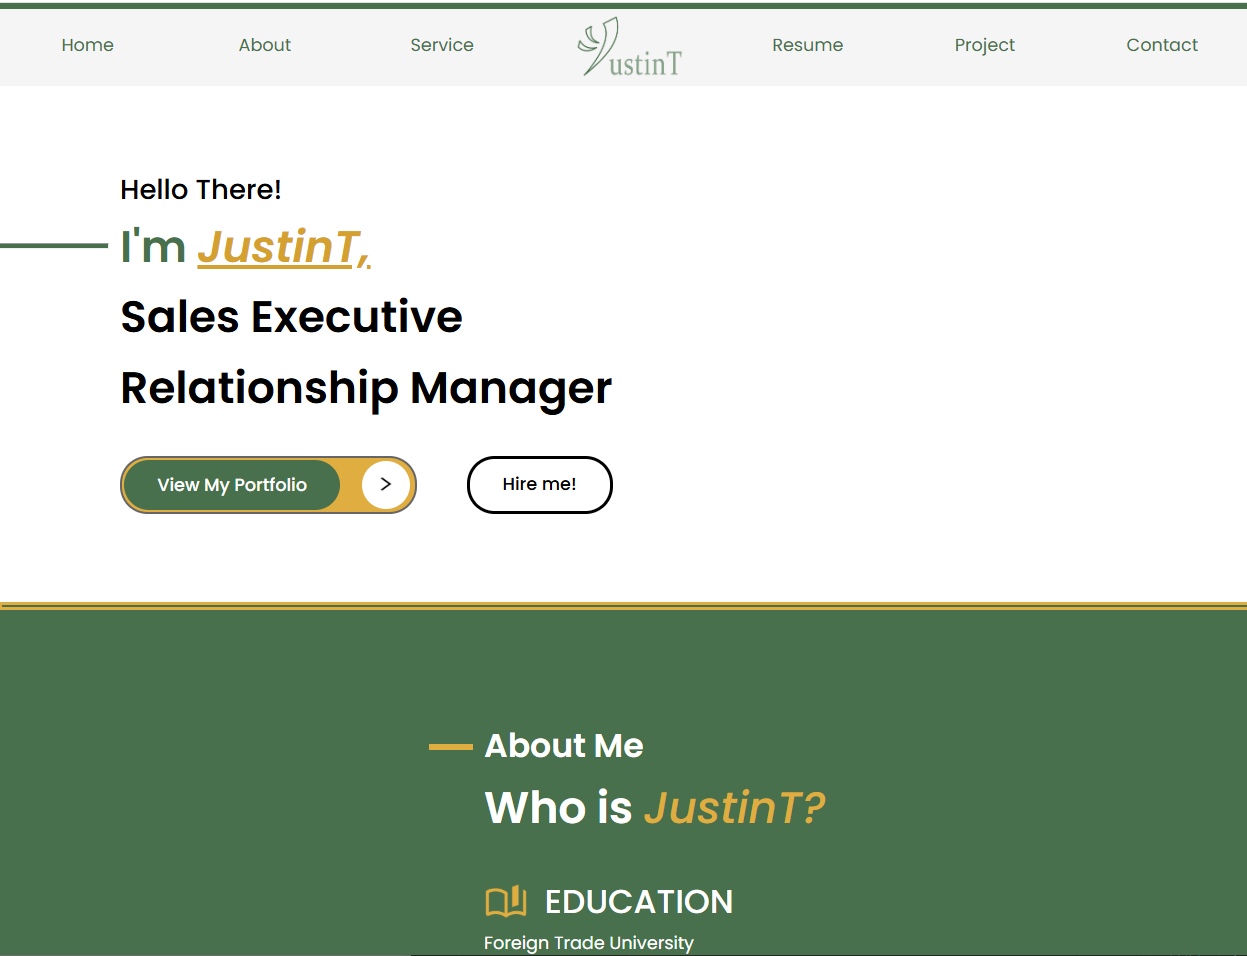 Home About Service JustinT Resume Project Contact
Hello There!
I'm JustinT,
Sales Executive
Relationship Manager
View My Portfolio > Hire me!
About Me
Who is JustinT?
EDUCATION
Foreign Trade University